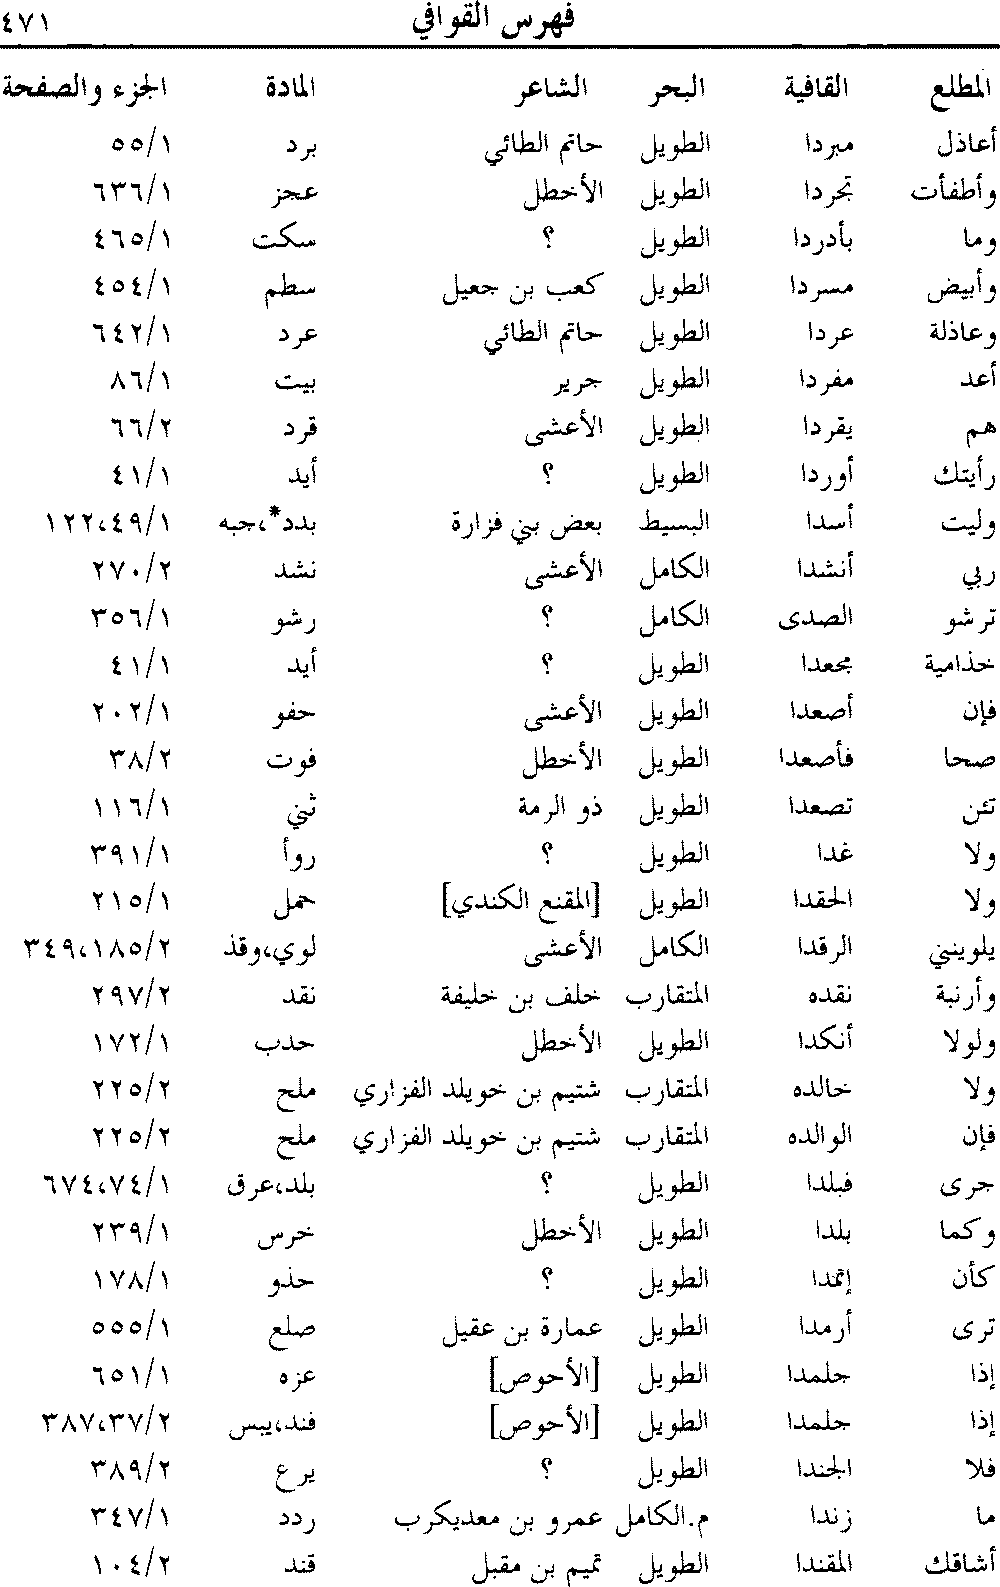 فهرس القوافي ٤٧١
المطلع القافية البحر الشاعر المادة الجزء والصفحة
أعاذل مبردا الطويل حاتم الطائي برد ٥٥/١
وأطفأت تجردا الطويل الأخطل عجز ٦٣٦/١
وما بأدردا الطويل ؟ سكت ٤٦٥/١
وأبيض مسردا الطويل كعب بن جعيل سطم ٤٥٤/١
وعاذلة عردا الطويل حاتم الطائي عرد ٦٤٢/١
أعد مفردا الطويل جرير بيت ٨٦/١
هم يقردا الطويل الأعشى قرد ٦٦/٢
رأيتك أوردا الطويل ؟ أيد ٤١/١
وليت أسدا البسيط بعض بني فزارة بدد*،جبه ١٢٢،٤٩/١
ربي أنشدا الكامل الأعشى نشد ٢٧٠/٢
ترشو الصدى الكامل ؟ رشو ٣٥٦/١
خذامية مجعدا الطويل ؟ أيد ٤١/١
فإن أصعدا الطويل الأعشى حفو ٢٠٢/١
صحا فأصعدا الطويل الأخطل فوت ٣٨/٢
تئن تصعدا الطويل ذو الرمة ثني ١١٦/١
ولا غدا الطويل ؟ روأ ٣٩١/١
ولا الحقدا الطويل [المقنع الكندي] حمل ٢١٥/١
يلوينني الرقدا الكامل الأعشى لوي،وقذ ٣٤٩،١٨٥/٢
وأرنبة نقده المتقارب خلف بن خليفة نقد ٢٩٧/٢
ولولا أنكدا الطويل الأخطل حدب ١٧٢/١
ولا خالده المتقارب شتيم بن خويلد الفزاري ملح ٢٢٥/٢
فإن الوالده المتقارب شتيم بن خويلد الفزاري ملح ٢٢٥/٢
جرى فبلدا الطويل ؟ بلد،عرق ٦٧٤،٧٤/١
وكما بلدا الطويل الأخطل خرس ٢٣٩/١
كأن إثمدا الطويل ؟ حذو ١٧٨/١
ترى أرمدا الطويل عمارة بن عقيل صلع ٥٥٥/١
إذا جلمدا الطويل [الأحوص] عزه ٦٥١/١
إذا جلمدا الطويل [الأحوص] فند،يبس ٣٨٧،٣٧/٢
فلا الجندا الطويل ؟ يرع ٣٨٩/٢
ما زندا م.الكامل عمرو بن معديكرب ردد ٣٤٧/١
أشاقك المقندا الطويل تميم بن مقبل قند ١٠٤/٢